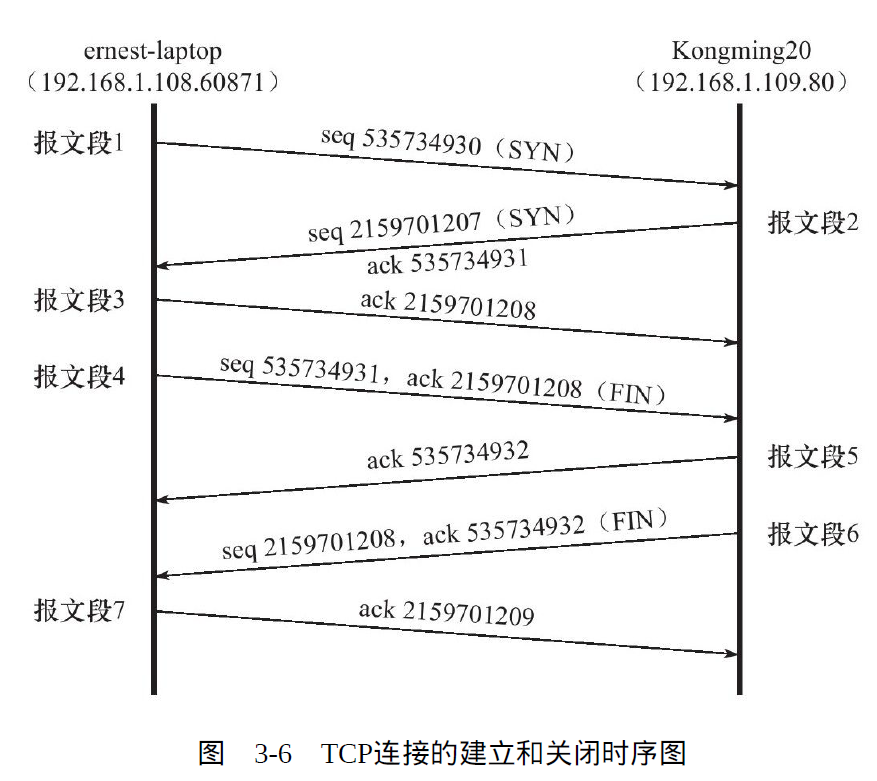 ernest-laptop
Kongming20
（192.168.1.108.60871）
（192.168.1.109.80）
报文段1
seq 535734930（SYN）
seq 2159701207（SYN）
报文段2
ack 535734931
报文段3
ack 2159701208
报文段4
seq 535734931，ack 2159701208（FIN）
ack 535734932
报文段5
seq 2159701208，ack 535734932（FIN）
报文段6
报文段7
ack 2159701209
图 3-6 TCP连接的建立和关闭时序图